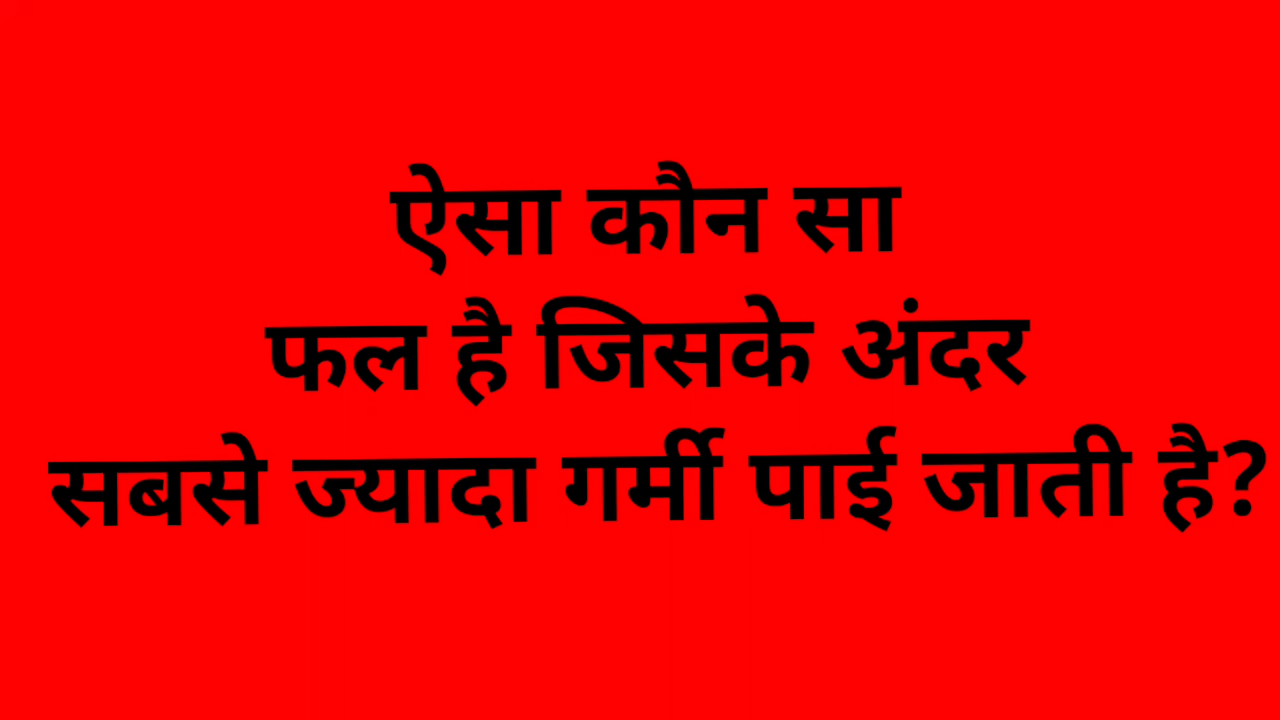 ऐसा कौन सा
फल है जिसके अंदर
सबसे ज्यादा गर्मी पाई जाती है?